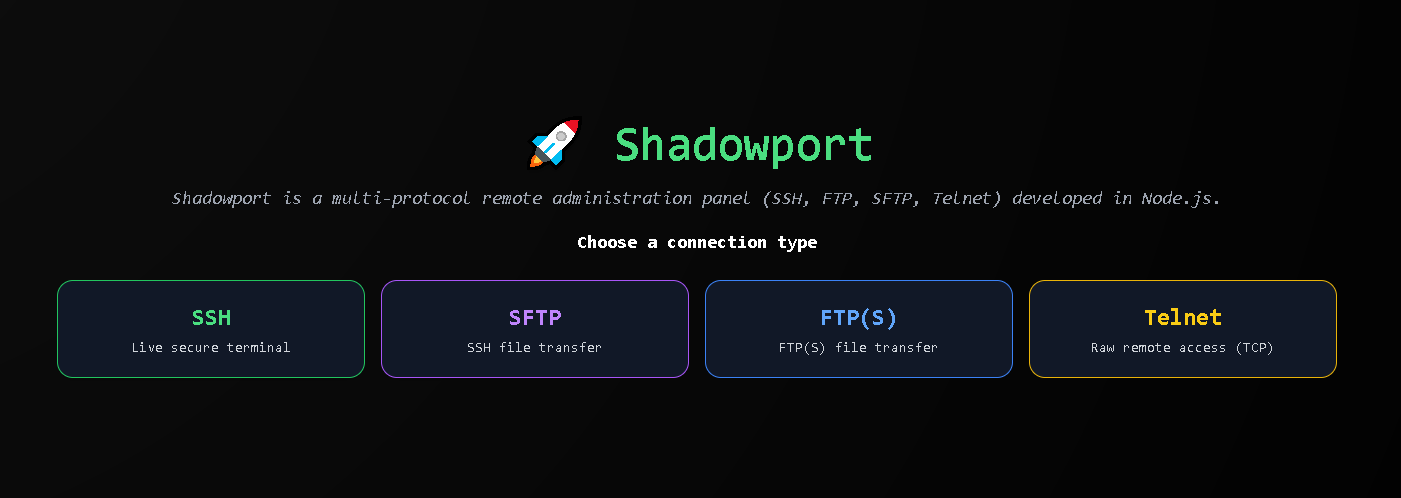 🚀 Shadowport
Shadowport is a multi-protocol remote administration panel (SSH, FTP, SFTP, Telnet) developed in Node.js.
Choose a connection type
SSH
Live secure terminal
SFTP
SSH file transfer
FTP(S)
FTP(S) file transfer
Telnet
Raw remote access (TCP)